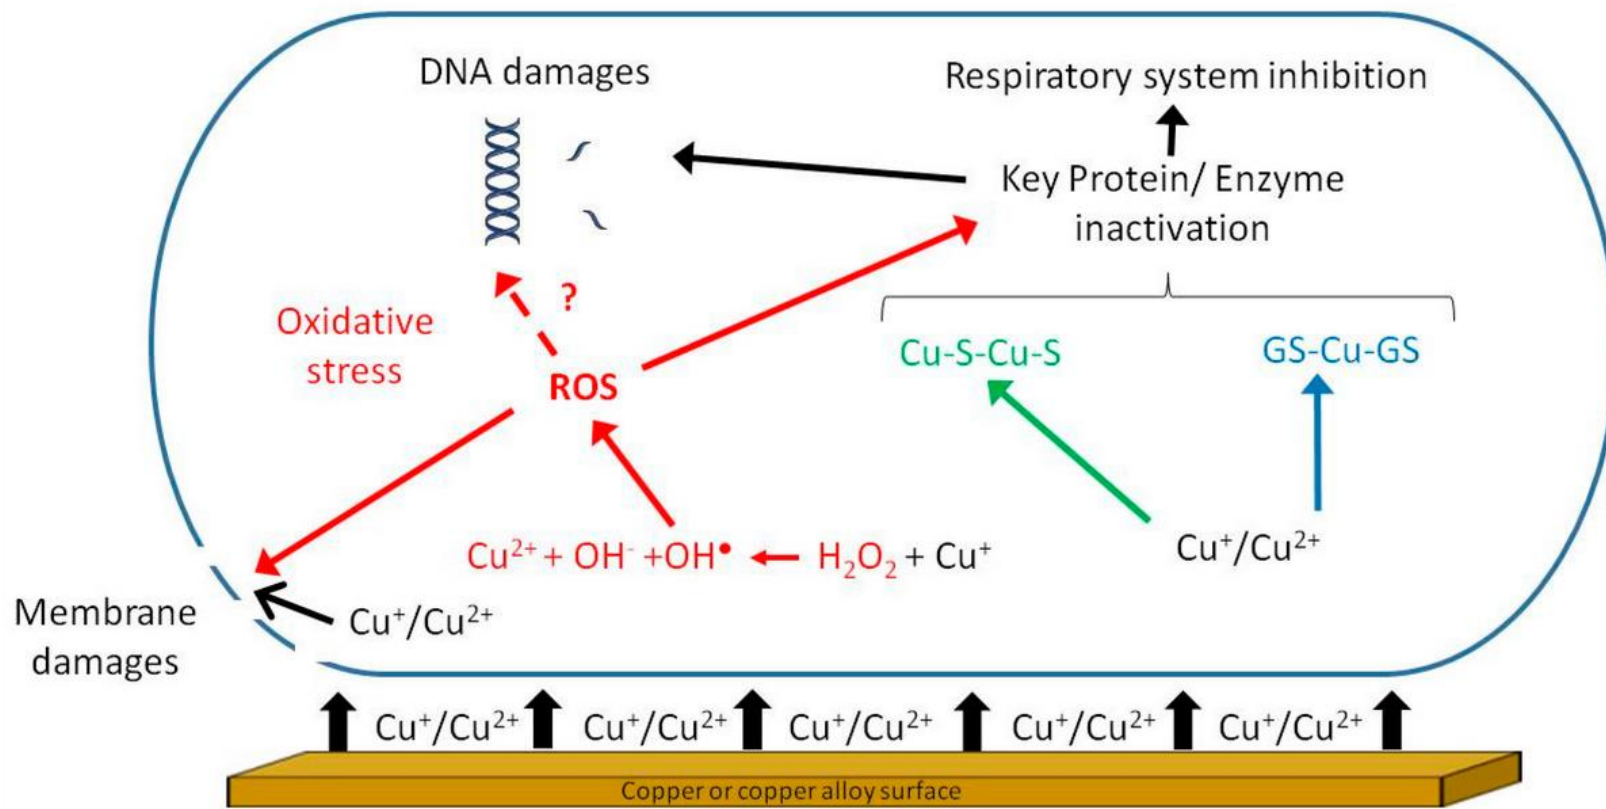 DNA damages
Respiratory system inhibition
Key Protein/ Enzyme
inactivation
?
Oxidative
stress
ROS
Cu-S-Cu-S
GS-Cu-GS
Cu²⁺ + OH⁻ +OH• H₂O₂ + Cu⁺
Cu⁺/Cu²⁺
Membrane
damages
Cu⁺/Cu²⁺
Cu⁺/Cu²⁺ Cu⁺/Cu²⁺ Cu⁺/Cu²⁺ Cu⁺/Cu²⁺ Cu⁺/Cu²⁺
Copper or copper alloy surface